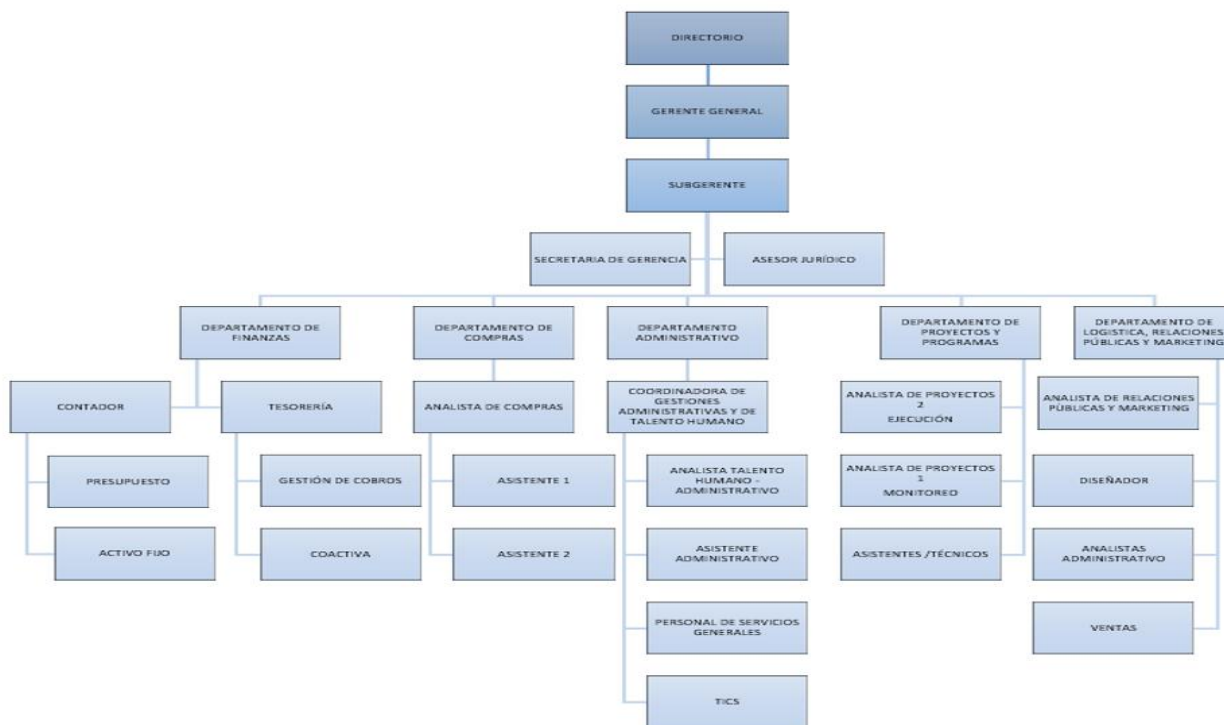 DIRECTORIO
GERENTE GENERAL
SUBGERENTE
SECRETARIA DE GERENCIA
ASESOR JURÍDICO
DEPARTAMENTO DE
FINANZAS
DEPARTAMENTO DE
COMPRAS
DEPARTAMENTO
ADMINISTRATIVO
DEPARTAMENTO DE
PROYECTOS Y
PROGRAMAS
DEPARTAMENTO DE
LOGISTICA, RELACIONES
PÚBLICAS Y MARKETING
CONTADOR
TESORERÍA
ANALISTA DE COMPRAS
COORDINADORA DE
GESTIONES
ADMINISTRATIVAS Y DE
TALENTO HUMANO
ANALISTA DE PROYECTOS
2
EJECUCIÓN
ANALISTA DE RELACIONES
PÚBLICAS Y MARKETING
PRESUPUESTO
GESTIÓN DE COBROS
ASISTENTE 1
ANALISTA TALENTO
HUMANO -
ADMINISTRATIVO
ANALISTA DE PROYECTOS
1
MONITOREO
DISEÑADOR
ACTIVO FIJO
COACTIVA
ASISTENTE 2
ASISTENTE
ADMINISTRATIVO
ASISTENTES /TÉCNICOS
ANALISTAS
ADMINISTRATIVO
PERSONAL DE SERVICIOS
GENERALES
VENTAS
TICS